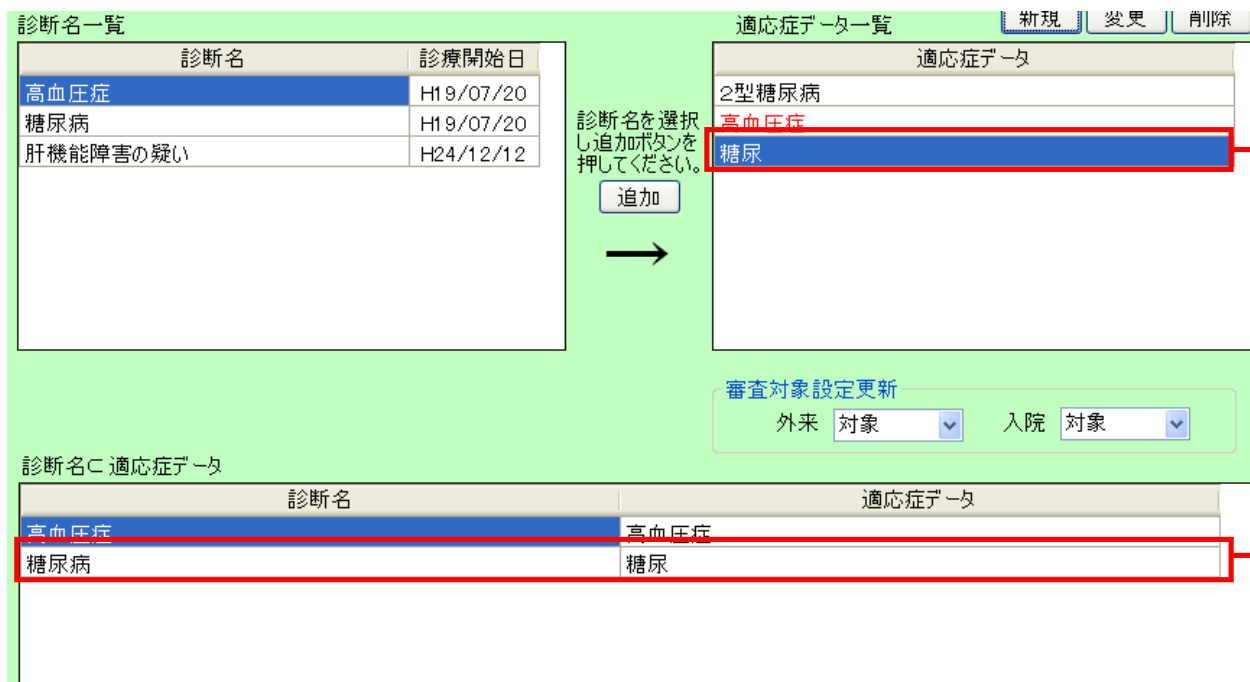 診断名一覧
適応症データ一覧 新規 変更 削除
診断名 診療開始日
適応症データ
高血圧症 H19/07/20
2型糖尿病
糖尿病 H19/07/20
高血圧症
肝機能障害の疑い H24/12/12
糖尿
診断名を選択
し追加ボタンを
押してください。
追加
→
審査対象設定更新
外来 対象 入院 対象
診断名⊂適応症データ
診断名 適応症データ
高血圧症 高血圧症
糖尿病 糖尿